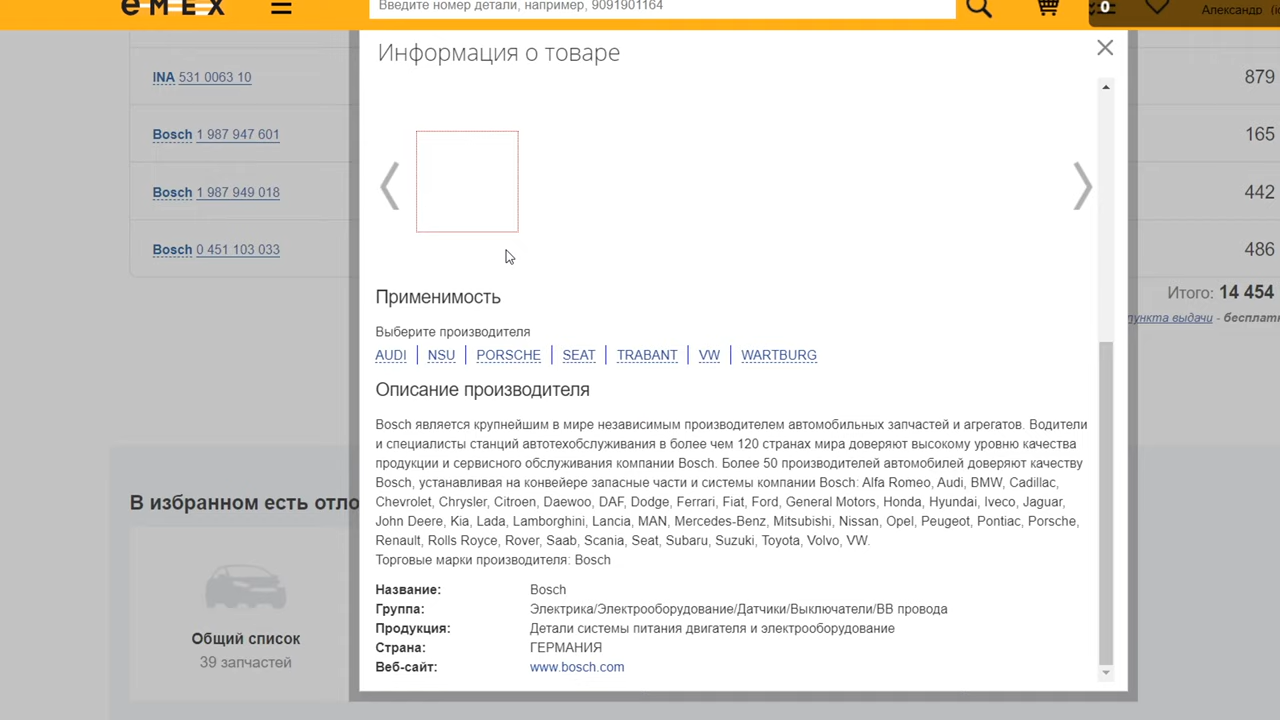 emex
Введите номер детали, например, 9091901164
0
Александр
Информация о товаре
INA 531 0063 10
879
Bosch 1 987 947 601
165
Bosch 1 987 949 018
442
Bosch 0 451 103 033
486
Итого: 14 454
пункта выдачи - бесплатн
Применимость
Выберите производителя
AUDI | NSU | PORSCHE | SEAT | TRABANT | VW | WARTBURG
Описание производителя
Bosch является крупнейшим в мире независимым производителем автомобильных запчастей и агрегатов. Водители
и специалисты станций автотехобслуживания в более чем 120 странах мира доверяют высокому уровню качества
продукции и сервисного обслуживания компании Bosch. Более 50 производителей автомобилей доверяют качеству
Bosch, устанавливая на конвейере запасные части и системы компании Bosch: Alfa Romeo, Audi, BMW, Cadillac,
Chevrolet, Chrysler, Citroen, Daewoo, DAF, Dodge, Ferrari, Fiat, Ford, General Motors, Honda, Hyundai, Iveco, Jaguar,
John Deere, Kia, Lada, Lamborghini, Lancia, MAN, Mercedes-Benz, Mitsubishi, Nissan, Opel, Peugeot, Pontiac, Porsche,
Renault, Rolls Royce, Rover, Saab, Scania, Seat, Subaru, Suzuki, Toyota, Volvo, VW.
Торговые марки производителя: Bosch
Название: Bosch
Группа: Электрика/Электрооборудование/Датчики/Выключатели/ВВ провода
Продукция: Детали системы питания двигателя и электрооборудование
Страна: ГЕРМАНИЯ
Веб-сайт: www.bosch.com
В избранном есть отло
Общий список
39 запчастей